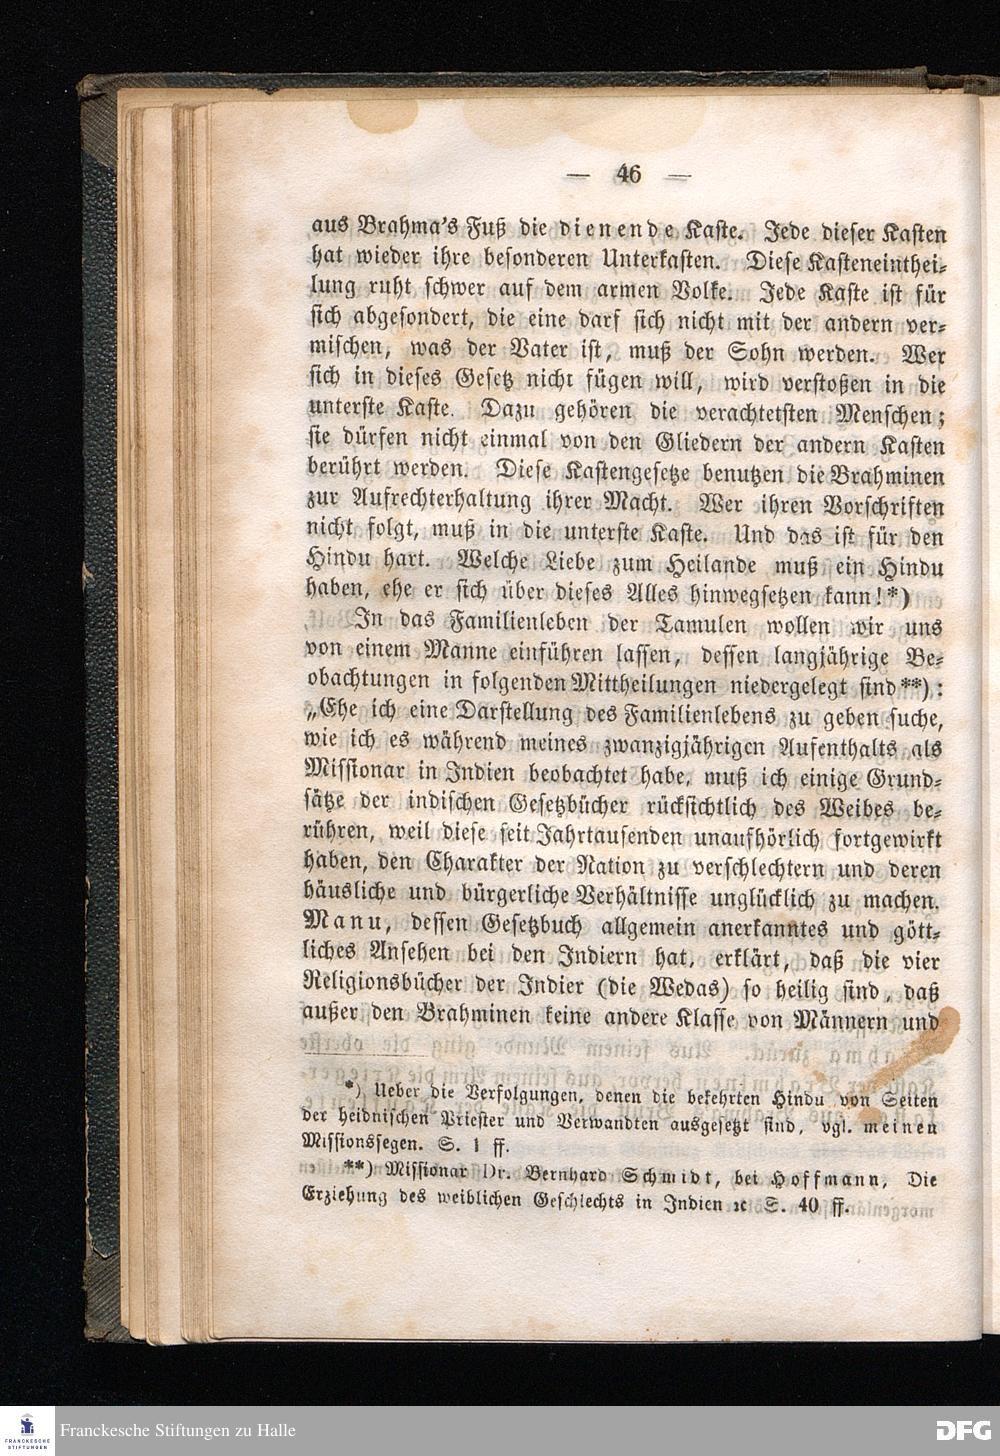 — 46 —
aus Brahma's Fuß die dienende Kaste. Jede dieser Kasten
hat wieder ihre besonderen Unterkasten. Diese Kasteneinthei-
lung ruht schwer auf dem armen Volke. Jede Kaste ist für
sich abgesondert, die eine darf sich nicht mit der andern ver-
mischen, was der Vater ist, muß der Sohn werden. Wer
sich in dieses Gesetz nicht fügen will, wird verstoßen in die
unterste Kaste. Dazu gehören die verachtetsten Menschen;
sie dürfen nicht einmal von den Gliedern der andern Kasten
berührt werden. Diese Kastengesetze benutzen die Brahminen
zur Aufrechterhaltung ihrer Macht. Wer ihren Vorschriften
nicht folgt, muß in die unterste Kaste. Und das ist für den
Hindu hart. Welche Liebe zum Heilande muß ein Hindu
haben, ehe er sich über dieses Alles hinwegsetzen kann!*)
In das Familienleben der Tamulen wollen wir uns
von einem Manne einführen lassen, dessen langjährige Be-
obachtungen in folgenden Mittheilungen niedergelegt sind**):
„Ehe ich eine Darstellung des Familienlebens zu geben suche,
wie ich es während meines zwanzigjährigen Aufenthalts als
Missionar in Indien beobachtet habe, muß ich einige Grund-
sätze der indischen Gesetzbücher rücksichtlich des Weibes be-
rühren, weil diese seit Jahrtausenden unaufhörlich fortgewirkt
haben, den Charakter der Nation zu verschlechtern und deren
häusliche und bürgerliche Verhältnisse unglücklich zu machen.
Manu, dessen Gesetzbuch allgemein anerkanntes und gött-
liches Ansehen bei den Indiern hat, erklärt, daß die vier
Religionsbücher der Indier (die Wedas) so heilig sind, daß
außer den Brahminen keine andere Klasse von Männern und
*) Ueber die Verfolgungen, denen die bekehrten Hindu von Seiten
der heidnischen Priester und Verwandten ausgesetzt sind, vgl. meinen
Missionssegen. S. 1 ff.
**) Missionar Dr. Bernhard Schmidt, bei Hoffmann, Die
Erziehung des weiblichen Geschlechts in Indien ꝛc S. 40 ff.
FRANCKESCHE
STIFTUNGEN
Franckesche Stiftungen zu Halle
DFG